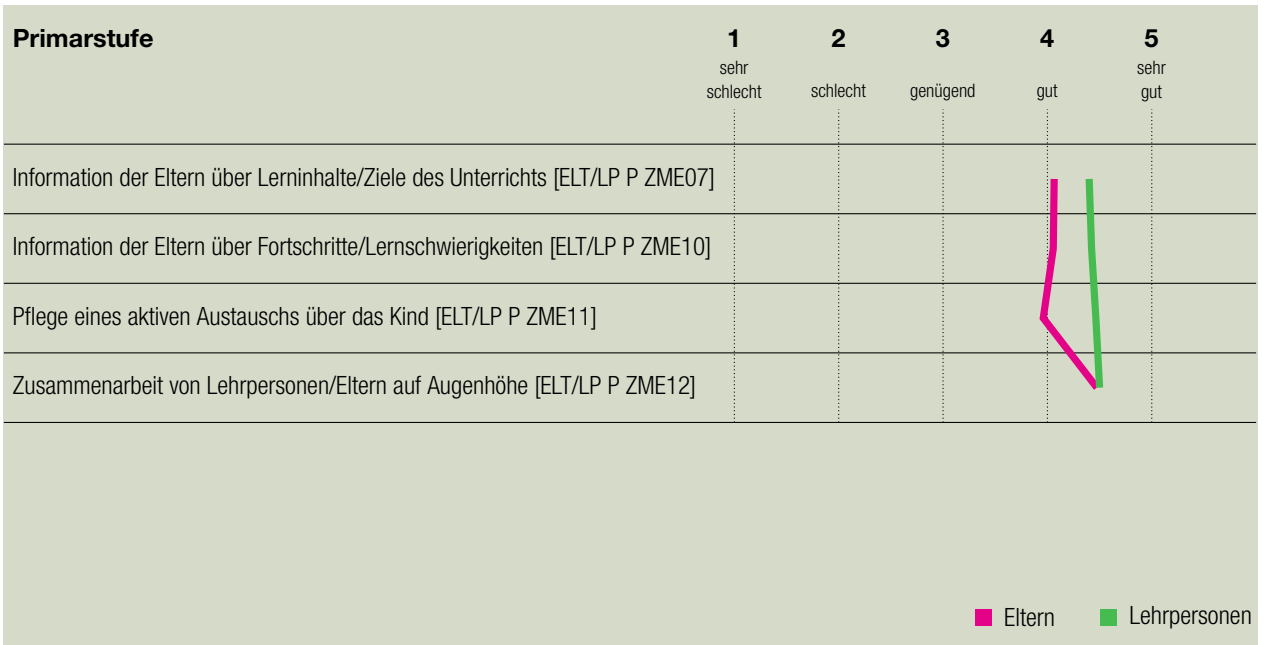 Primarstufe 1 2 3 4 5
sehr schlecht schlecht genügend gut sehr gut
Information der Eltern über Lerninhalte/Ziele des Unterrichts [ELT/LP P ZME07]
Information der Eltern über Fortschritte/Lernschwierigkeiten [ELT/LP P ZME10]
Pflege eines aktiven Austauschs über das Kind [ELT/LP P ZME11]
Zusammenarbeit von Lehrpersonen/Eltern auf Augenhöhe [ELT/LP P ZME12]
Eltern Lehrpersonen